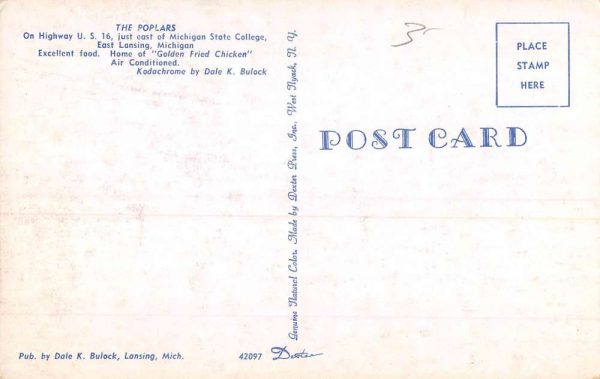 THE POPLARS
On Highway U. S. 16, just east of Michigan State College,
East Lansing, Michigan
Excellent food. Home of "Golden Fried Chicken"
Air Conditioned.
Kodachrome by Dale K. Bulock
Pub. by Dale K. Bulock, Lansing, Mich.
42097 Dexter
Genuine Natural Color. Made by Dexter Press, Inc., West Nyack, N. Y.
3-
PLACE
STAMP
HERE
POST CARD